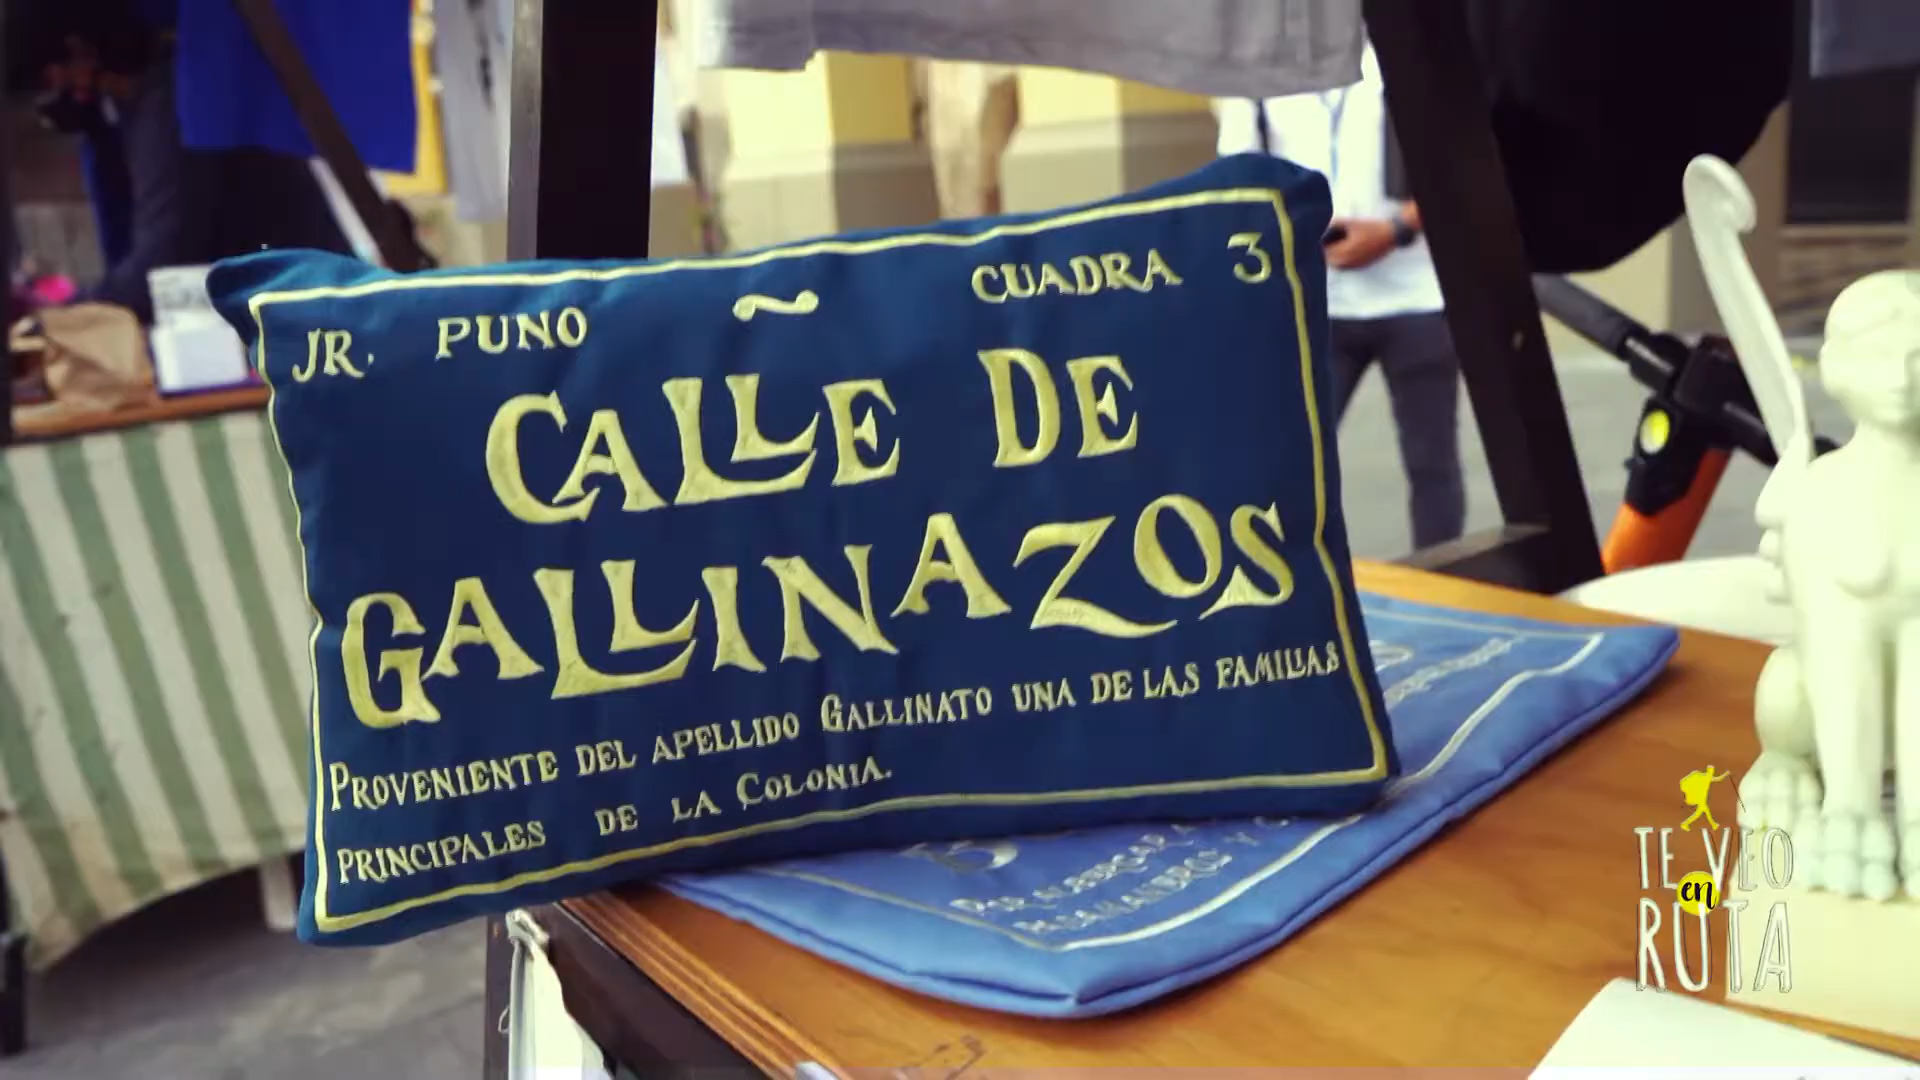 JR. PUNO ~ CUADRA 3
CALLE DE
GALLINAZOS
PROVENIENTE DEL APELLIDO GALLINATO UNA DE LAS FAMILIAS
PRINCIPALES DE LA COLONIA.
TE VEO
en
RUTA